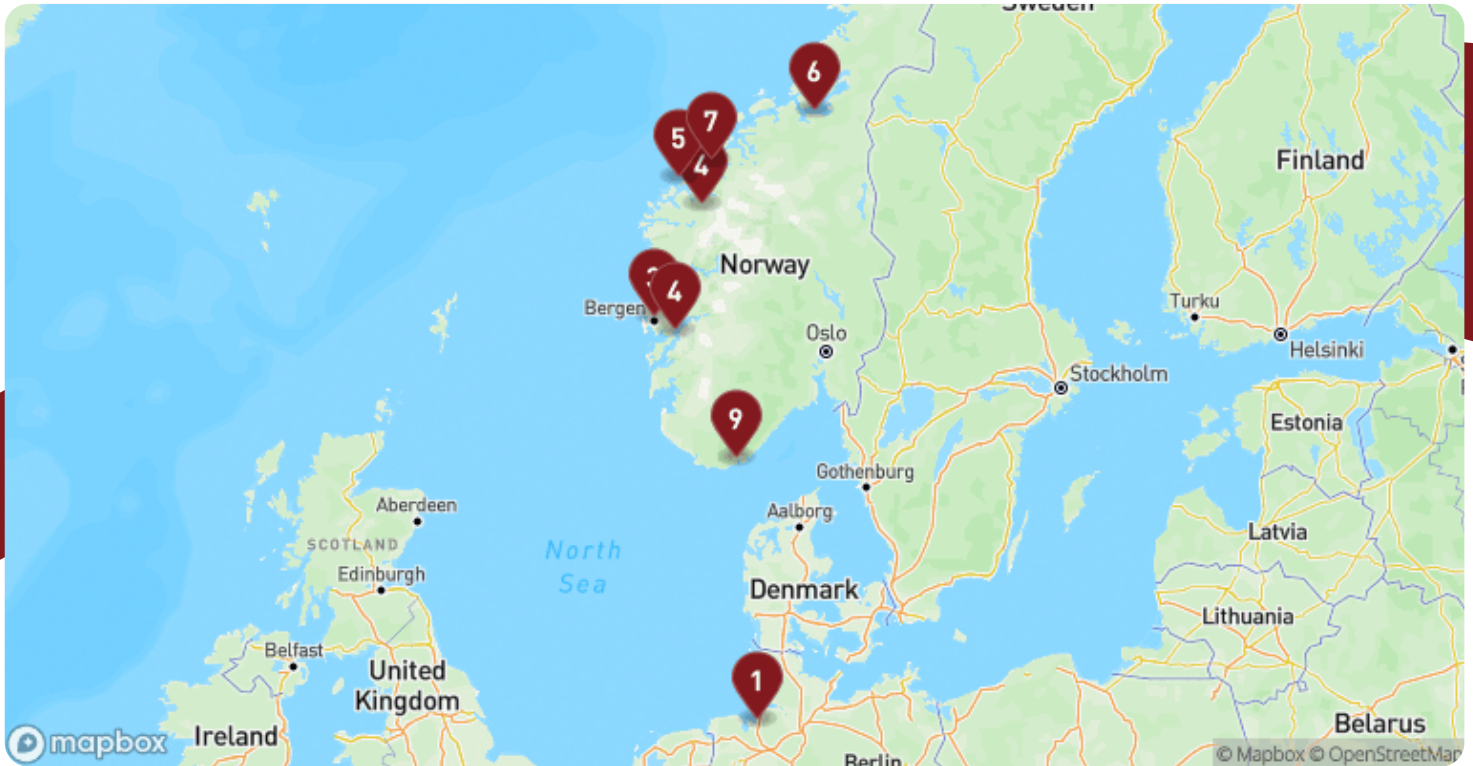 Sweden
6
7
5
4
Finland
Norway
3
4
Bergen
Turku
Oslo
Helsinki
Stockholm
9
Estonia
Gothenburg
Aberdeen
Aalborg
SCOTLAND
Latvia
North
Sea
Edinburgh
Denmark
Lithuania
Belfast
United
Kingdom
1
Ireland
Belarus
mapbox
© Mapbox © OpenStreetMap
Berlin